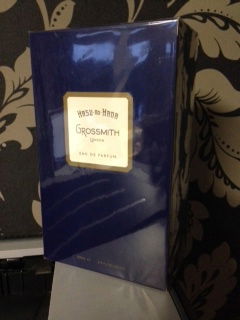 HASU-NO-HANA
GROSSMITH
LONDON
EAU DE PARFUM